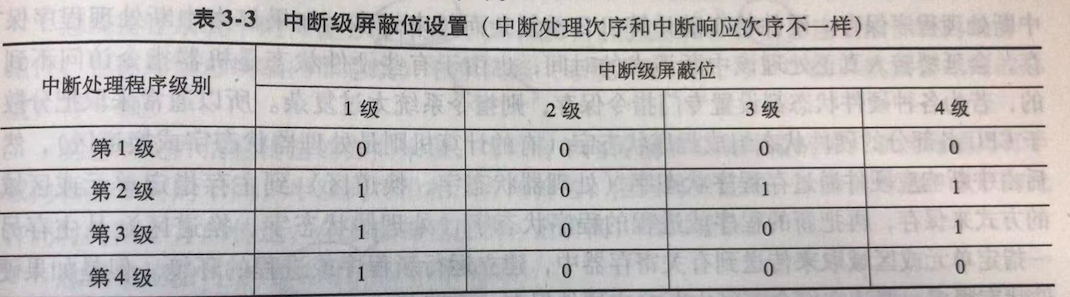 表 3-3 中断级屏蔽位设置（中断处理次序和中断响应次序不一样）
中断处理程序级别 中断级屏蔽位
1 级 2 级 3 级 4 级
第 1 级 0 0 0 0
第 2 级 1 0 1 1
第 3 级 1 0 0 1
第 4 级 1 0 0 0